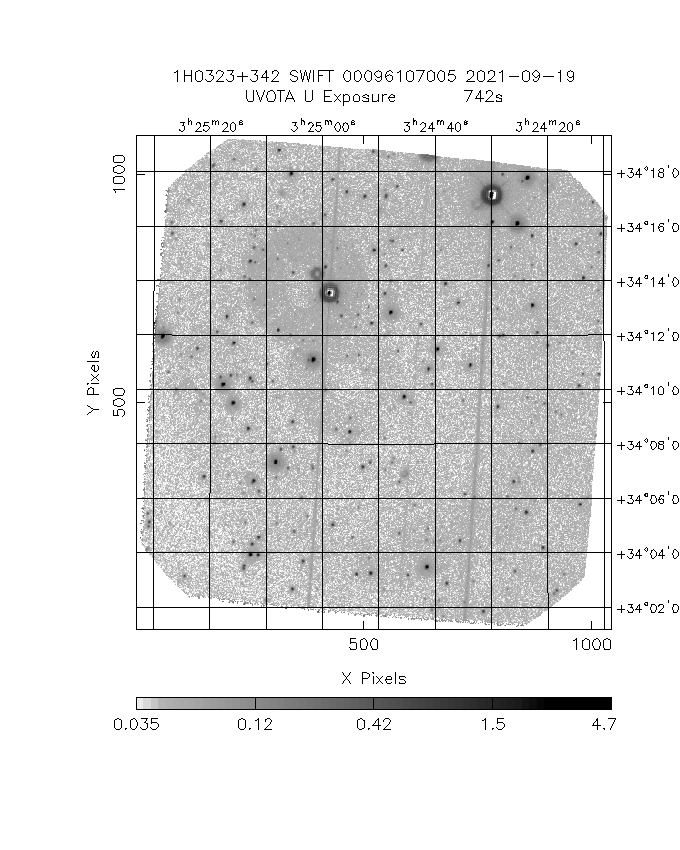 1H0323+342 SWIFT 00096107005 2021-09-19
UVOTA U Exposure 742s
3ʰ25ᵐ20ˢ 3ʰ25ᵐ00ˢ 3ʰ24ᵐ40ˢ 3ʰ24ᵐ20ˢ
1000
500
Y Pixels
+34°18'0
+34°16'0
+34°14'0
+34°12'0
+34°10'0
+34°08'0
+34°06'0
+34°04'0
+34°02'0
500 1000
X Pixels
0.035 0.12 0.42 1.5 4.7